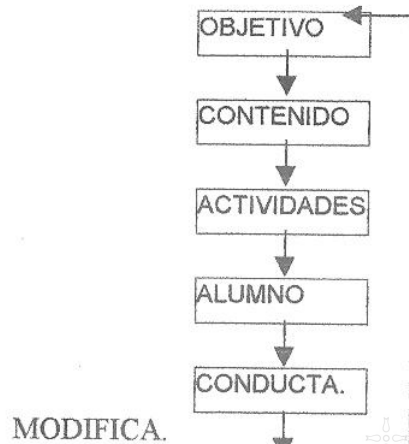 OBJETIVO
CONTENIDO
ACTIVIDADES
ALUMNO
CONDUCTA.
MODIFICA.